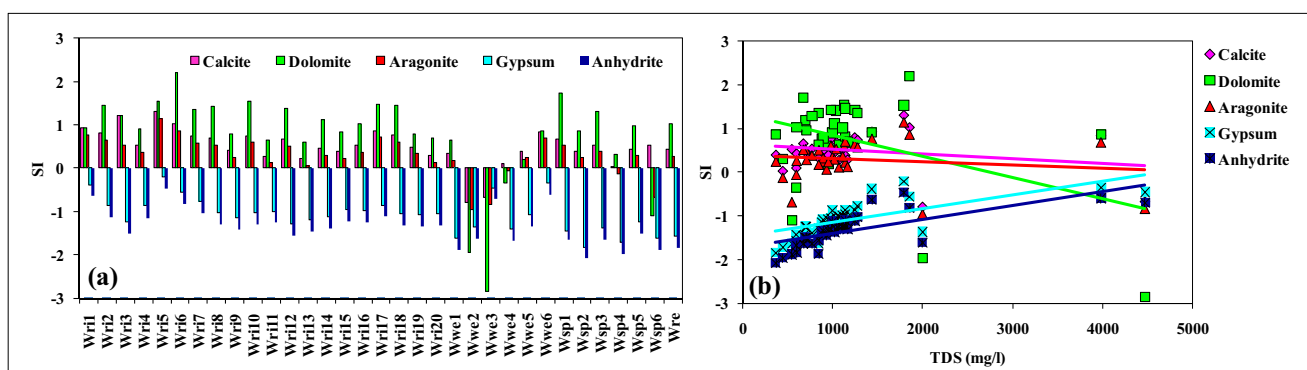 3
2
1
0
-1
-2
-3
SI
Calcite Dolomite Aragonite Gypsum Anhydrite
(a)
Wri1 Wri2 Wri3 Wri4 Wri5 Wri6 Wri7 Wri8 Wri9 Wri10 Wri11 Wri12 Wri13 Wri14 Wri15 Wri16 Wri17 Wri18 Wri19 Wri20 Wwe1 Wwe2 Wwe3 Wwe4 Wwe5 Wwe6 Wsp1 Wsp2 Wsp3 Wsp4 Wsp5 Wsp6 Wre
3
2
1
0
-1
-2
-3
SI
Calcite
Dolomite
Aragonite
Gypsum
Anhydrite
(b)
0 1000 2000 3000 4000 5000
TDS (mg/l)